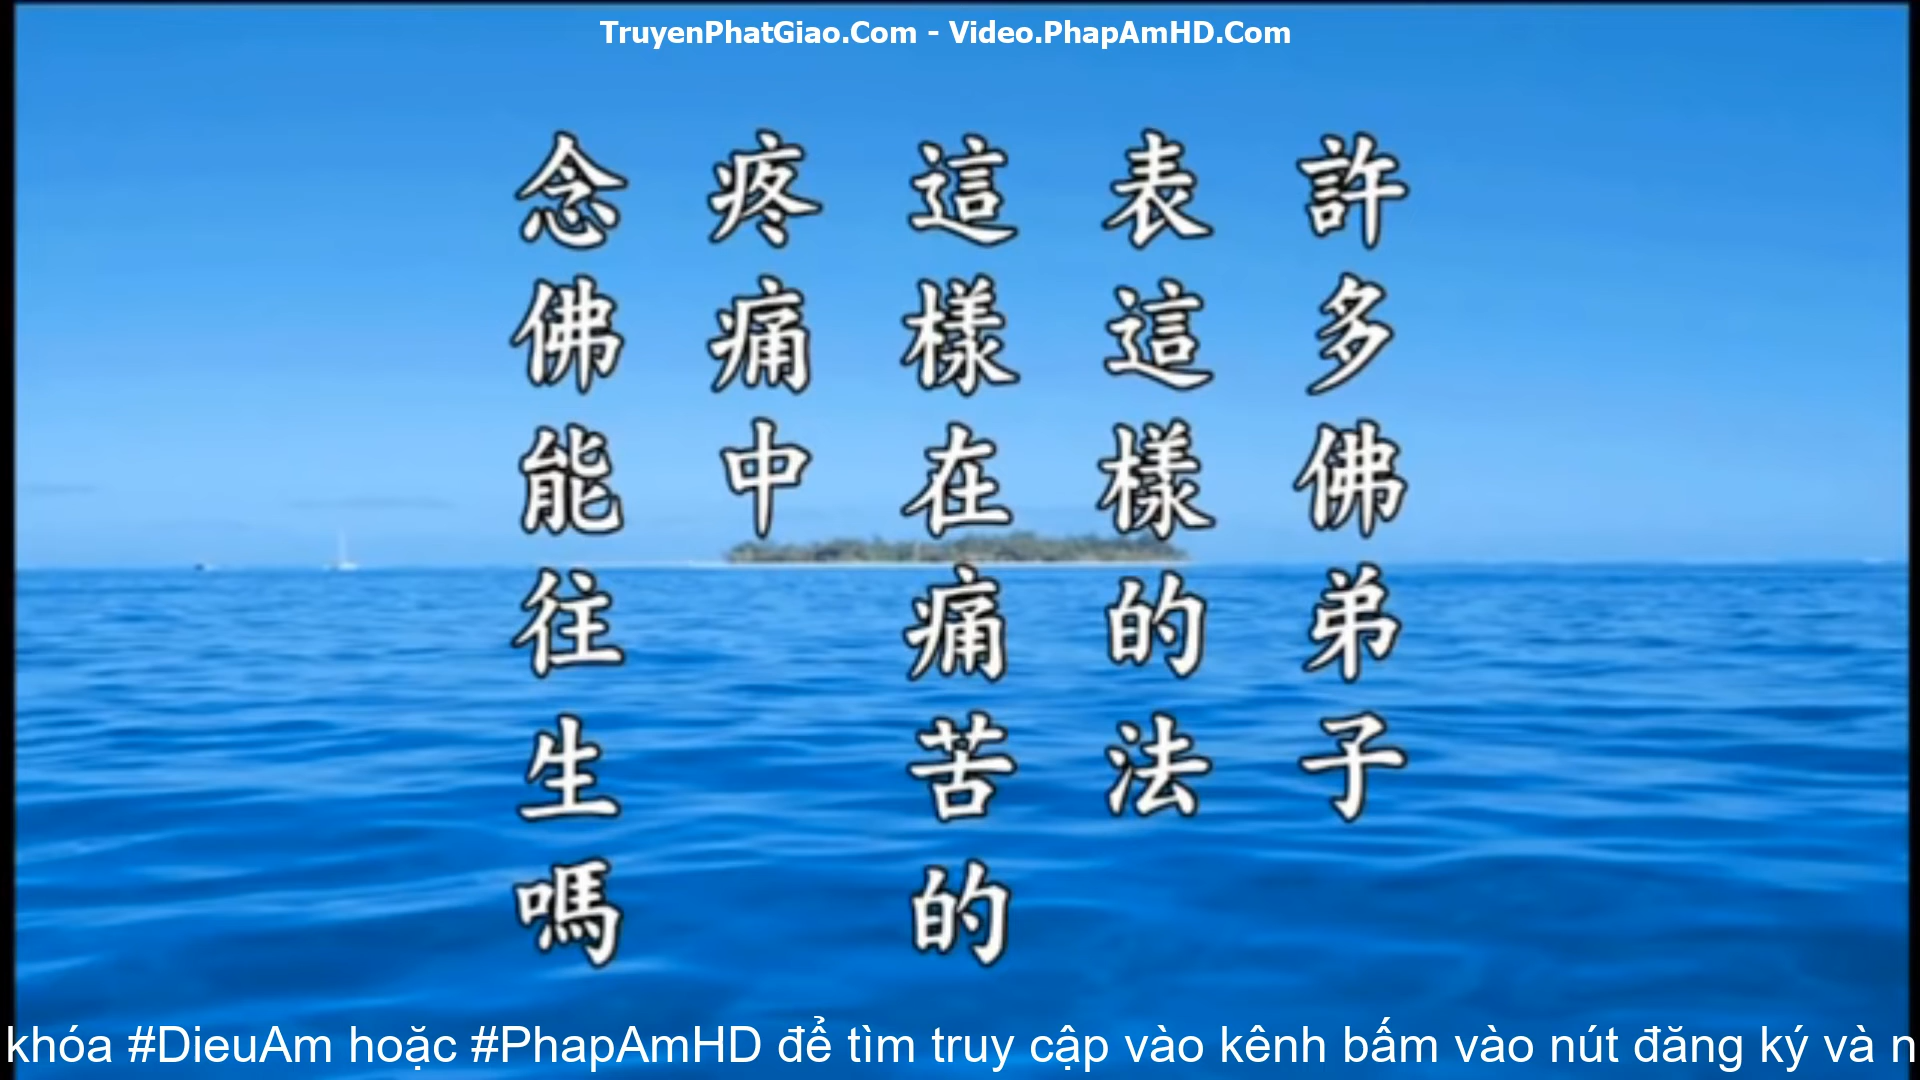 TruyenPhatGiao.Com - Video.PhapAmHD.Com
許多佛弟子
表這樣的法
這樣在痛苦的
疼痛中
念佛能往生嗎
khóa #DieuAm hoặc #PhapAmHD để tìm truy cập vào kênh bấm vào nút đăng ký và n